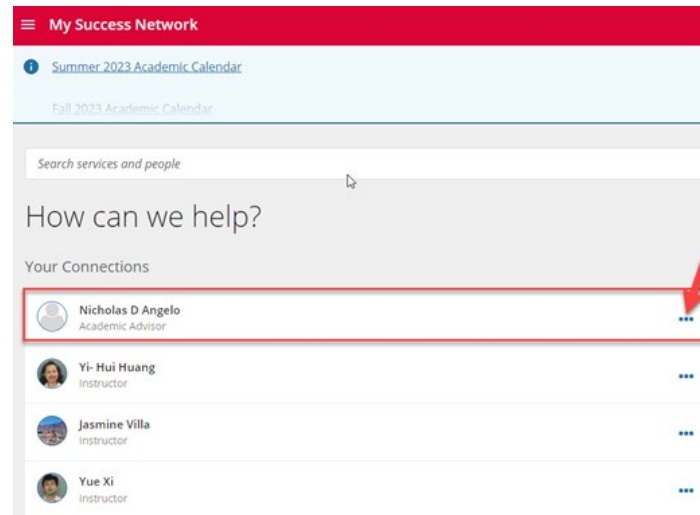 My Success Network
Summer 2023 Academic Calendar
Fall 2023 Academic Calendar
Search services and people
How can we help?
Your Connections
Nicholas D Angelo
Academic Advisor
Yi- Hui Huang
Instructor
Jasmine Villa
Instructor
Yue Xi
Instructor